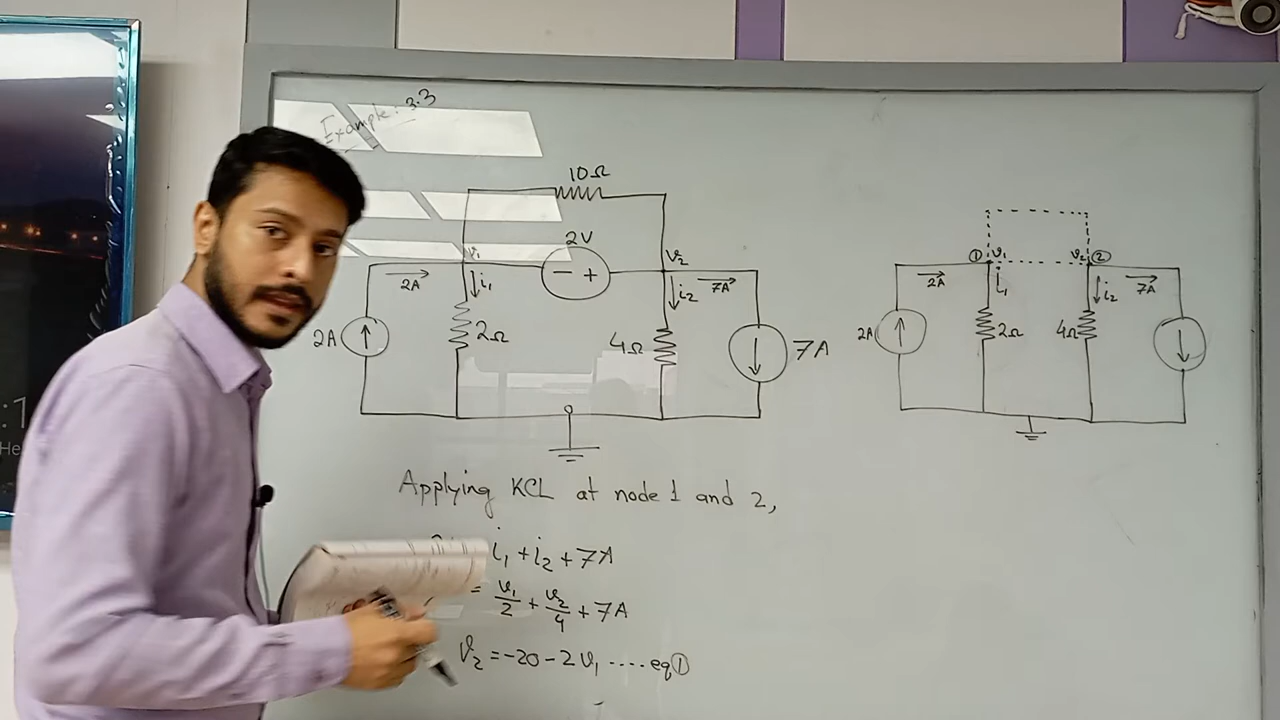 Example: 3.3
10Ω
2V
v₁
v₂
2A
i₁
i₂
7A
2A
2Ω
4Ω
7A
− +
① v₁
v₂ ②
2A
i₁
i₂
7A
2A
2Ω
4Ω
Applying KCL at node 1 and 2,
i₁ + i₂ + 7A
= v₁/2 + v₂/4 + 7A
v₂ = -20 - 2v₁ ----eq①